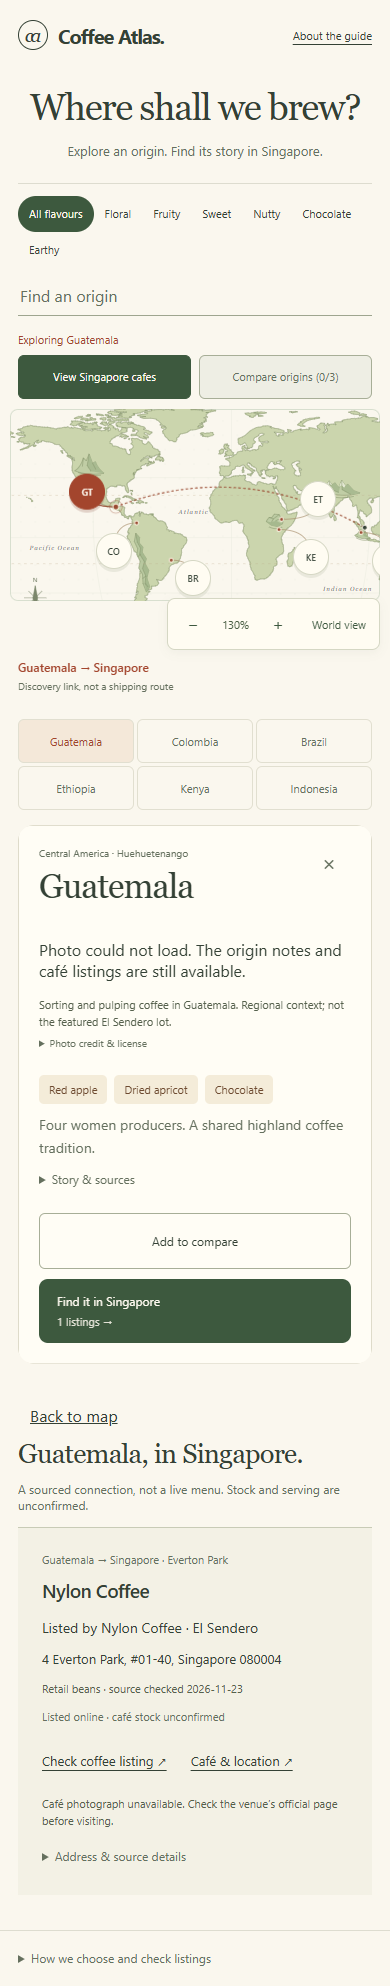 Coffee Atlas.
About the guide
Where shall we brew?
Explore an origin. Find its story in Singapore.
All flavours Floral Fruity Sweet Nutty Chocolate
Earthy
Find an origin
Exploring Guatemala
View Singapore cafes Compare origins (0/3)
GT
ET
Atlantic
Pacific Ocean
CO
KE
BR
N
Indian Ocean
− 130% + World view
Guatemala → Singapore
Discovery link, not a shipping route
Guatemala Colombia Brazil
Ethiopia Kenya Indonesia
Central America · Huehuetenango
Guatemala
×
Photo could not load. The origin notes and
café listings are still available.
Sorting and pulping coffee in Guatemala. Regional context; not
the featured El Sendero lot.
▶ Photo credit & license
Red apple Dried apricot Chocolate
Four women producers. A shared highland coffee
tradition.
▶ Story & sources
Add to compare
Find it in Singapore
1 listings →
Back to map
Guatemala, in Singapore.
A sourced connection, not a live menu. Stock and serving are
unconfirmed.
Guatemala → Singapore · Everton Park
Nylon Coffee
Listed by Nylon Coffee · El Sendero
4 Everton Park, #01-40, Singapore 080004
Retail beans · source checked 2026-11-23
Listed online · café stock unconfirmed
Check coffee listing ↗ Café & location ↗
Café photograph unavailable. Check the venue's official page
before visiting.
▶ Address & source details
▶ How we choose and check listings